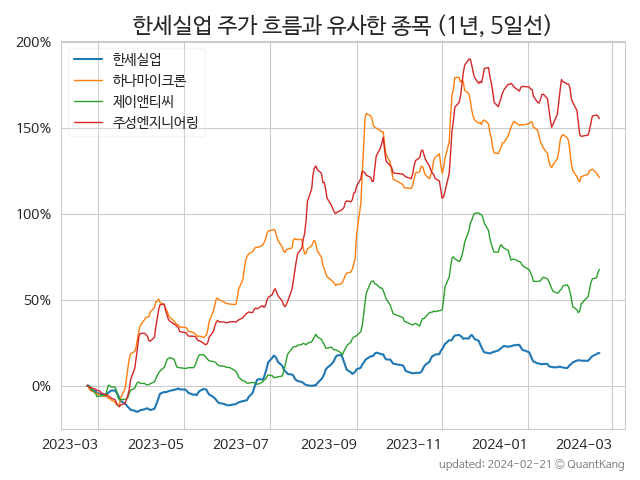 한세실업 주가 흐름과 유사한 종목 (1년, 5일선)
200%
150%
100%
50%
0%
한세실업
하나마이크론
제이앤티씨
주성엔지니어링
2023-03
2023-05
2023-07
2023-09
2023-11
2024-01
2024-03
updated: 2024-02-21 © QuantKang